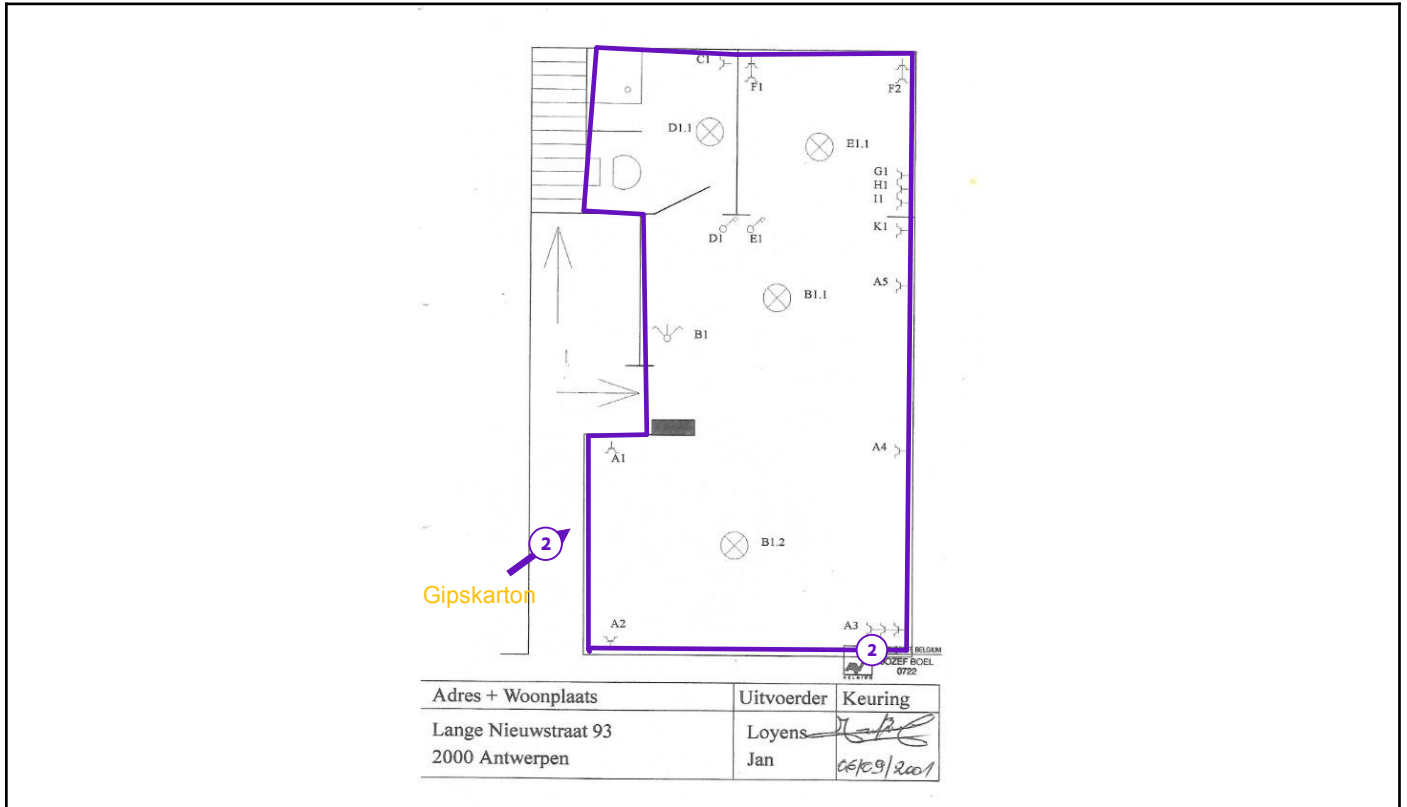 C1
F1
F2
D1.1
E1.1
G1
H1
I1
K1
D1
E1
A5
B1.1
B1
A4
A1
2
B1.2
Gipskarton
A2
A3
2
BELGIUM
JOZEF BOEL
0722
BELGIUM
Adres + Woonplaats Uitvoerder Keuring
Lange Nieuwstraat 93 Loyens
2000 Antwerpen Jan 06/09/2001